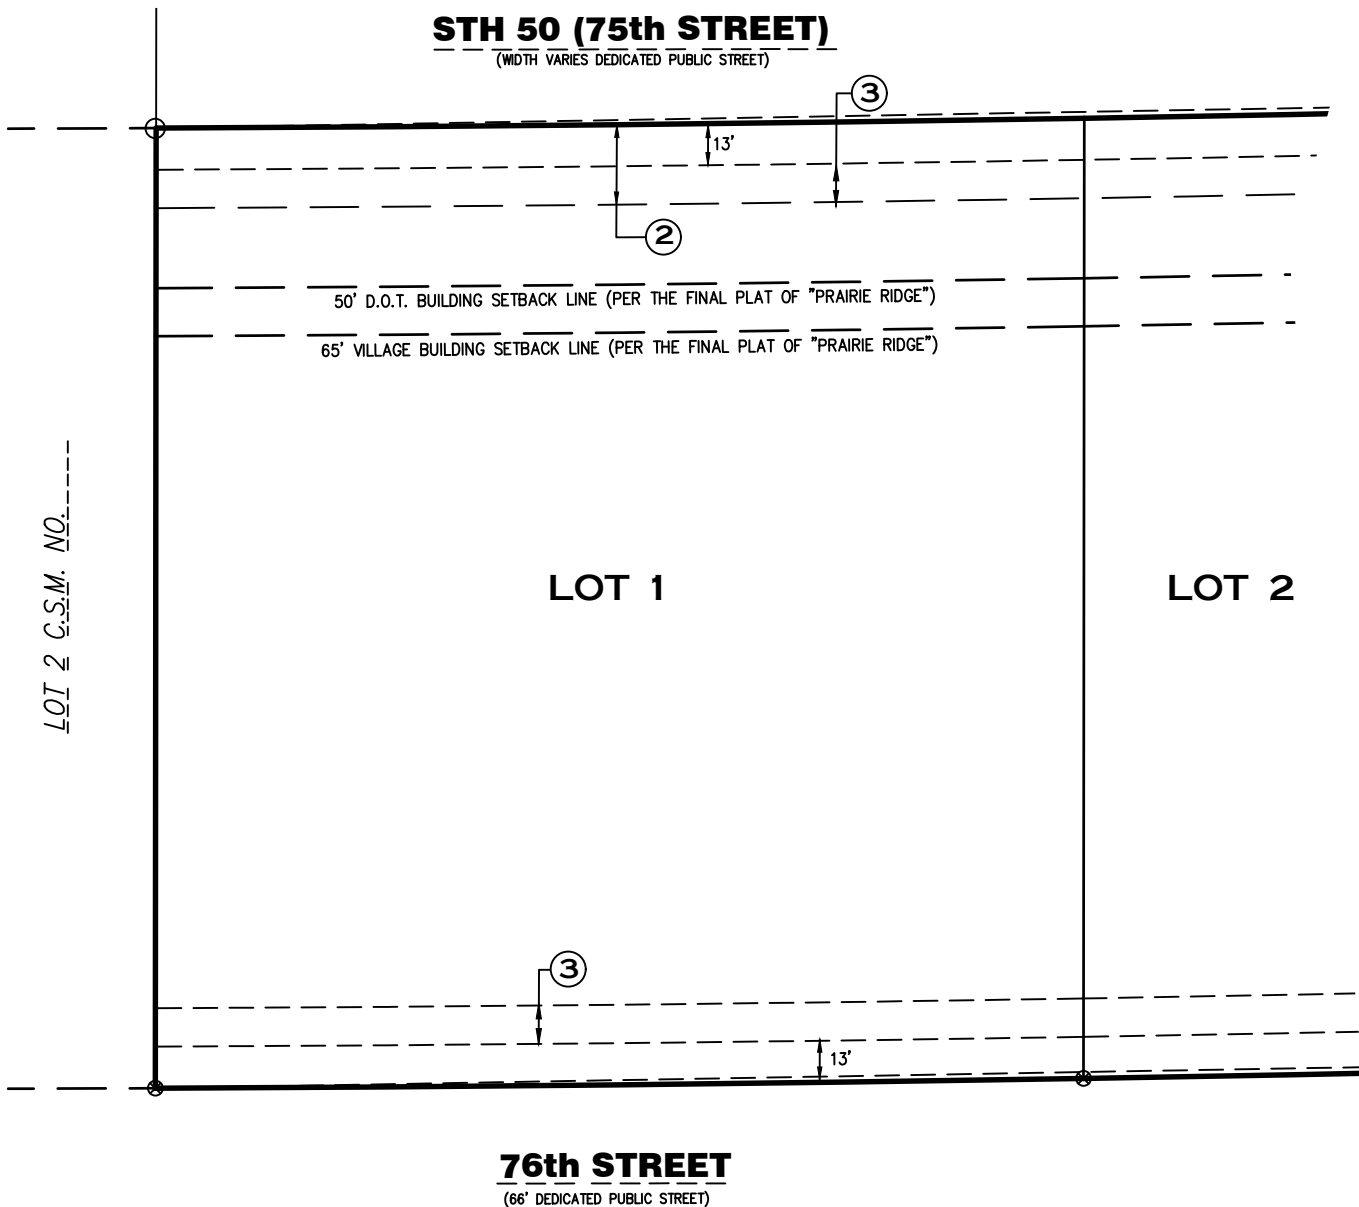 STH 50 (75th STREET)
(WIDTH VARIES DEDICATED PUBLIC STREET)
3
13'
2
50' D.O.T. BUILDING SETBACK LINE (PER THE FINAL PLAT OF "PRAIRIE RIDGE")
65' VILLAGE BUILDING SETBACK LINE (PER THE FINAL PLAT OF "PRAIRIE RIDGE")
LOT 2 C.S.M. NO.______
LOT 1
LOT 2
3
13'
76th STREET
(66' DEDICATED PUBLIC STREET)